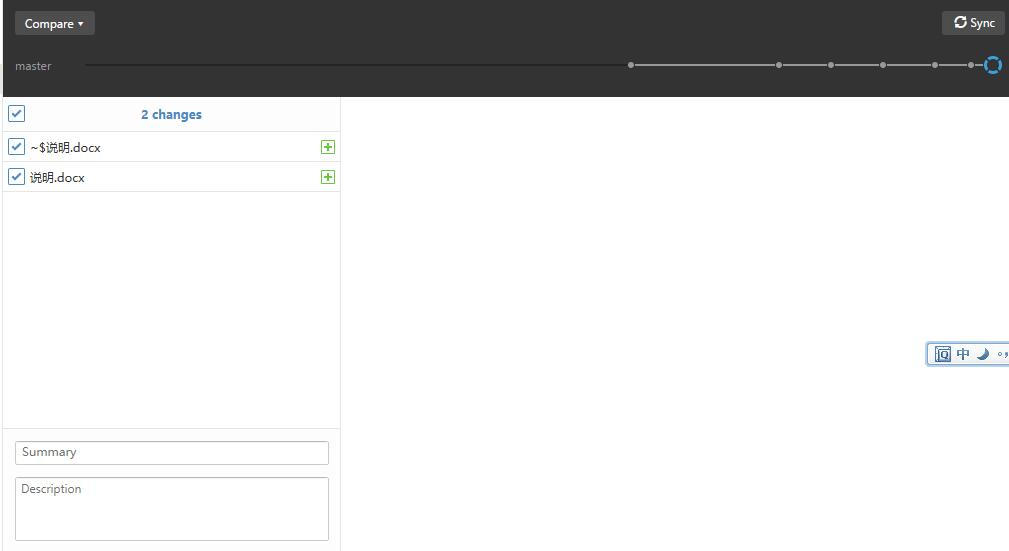 Compare
Sync
master
2 changes
~$说明.docx
说明.docx
中
Summary
Description